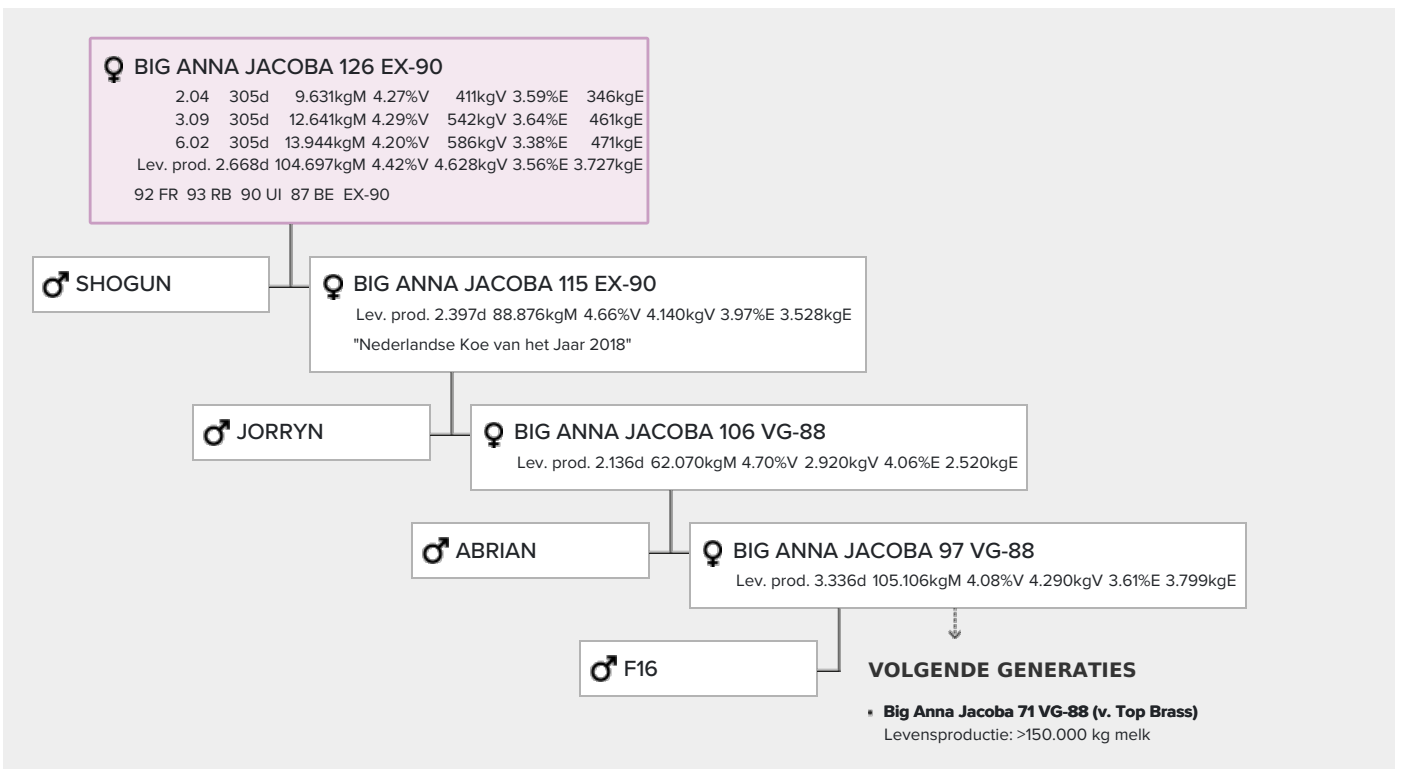 BIG ANNA JACOBA 126 EX-90
2.04 305d 9.631kgM 4.27%V 411kgV 3.59%E 346kgE
3.09 305d 12.641kgM 4.29%V 542kgV 3.64%E 461kgE
6.02 305d 13.944kgM 4.20%V 586kgV 3.38%E 471kgE
Lev. prod. 2.668d 104.697kgM 4.42%V 4.628kgV 3.56%E 3.727kgE
92 FR 93 RB 90 UI 87 BE EX-90
SHOGUN
BIG ANNA JACOBA 115 EX-90
Lev. prod. 2.397d 88.876kgM 4.66%V 4.140kgV 3.97%E 3.528kgE
"Nederlandse Koe van het Jaar 2018"
JORRYN
BIG ANNA JACOBA 106 VG-88
Lev. prod. 2.136d 62.070kgM 4.70%V 2.920kgV 4.06%E 2.520kgE
ABRIAN
BIG ANNA JACOBA 97 VG-88
Lev. prod. 3.336d 105.106kgM 4.08%V 4.290kgV 3.61%E 3.799kgE
F16
VOLGENDE GENERATIES
Big Anna Jacoba 71 VG-88 (v. Top Brass)
Levensproductie: >150.000 kg melk